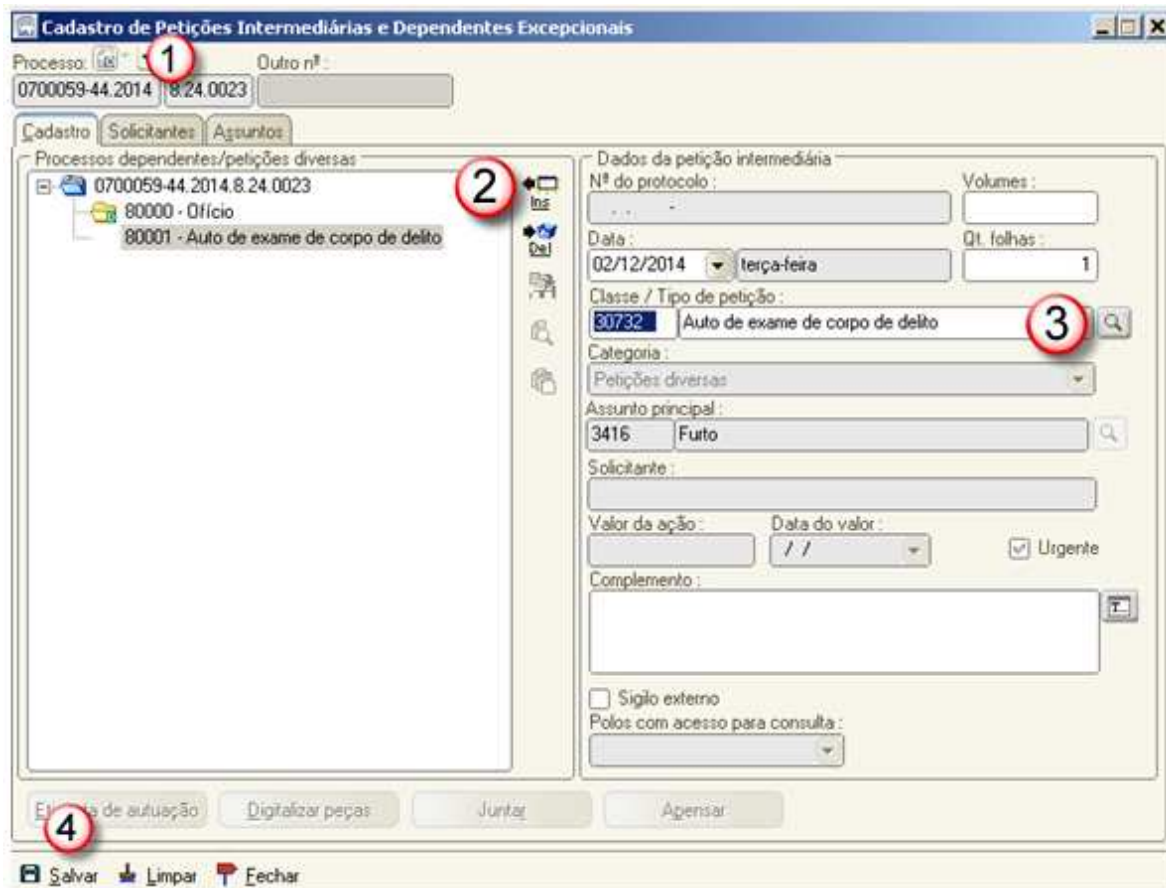 Cadastro de Petições Intermediárias e Dependentes Excepcionais
Processo: 1 Outro nº :
0700059-44.2014 8.24.0023
Cadastro Solicitantes Assuntos
Processos dependentes/petições diversas
0700059-44.2014.8.24.0023
80000 - Ofício
80001 - Auto de exame de corpo de delito
2
Ins
Del
Dados da petição intermediária
Nº do protocolo : Volumes :
. . -
Data : Qt. folhas :
02/12/2014 terça-feira 1
Classe / Tipo de petição :
30732 Auto de exame de corpo de delito 3
Categoria :
Petições diversas
Assunto principal :
3416 Furto
Solicitante :
Valor da ação : Data do valor :
/ / Urgente
Complemento :
T
Sigilo externo
Polos com acesso para consulta :
de autuação Digitalizar peças Juntar Apensar
4
Salvar Limpar Fechar